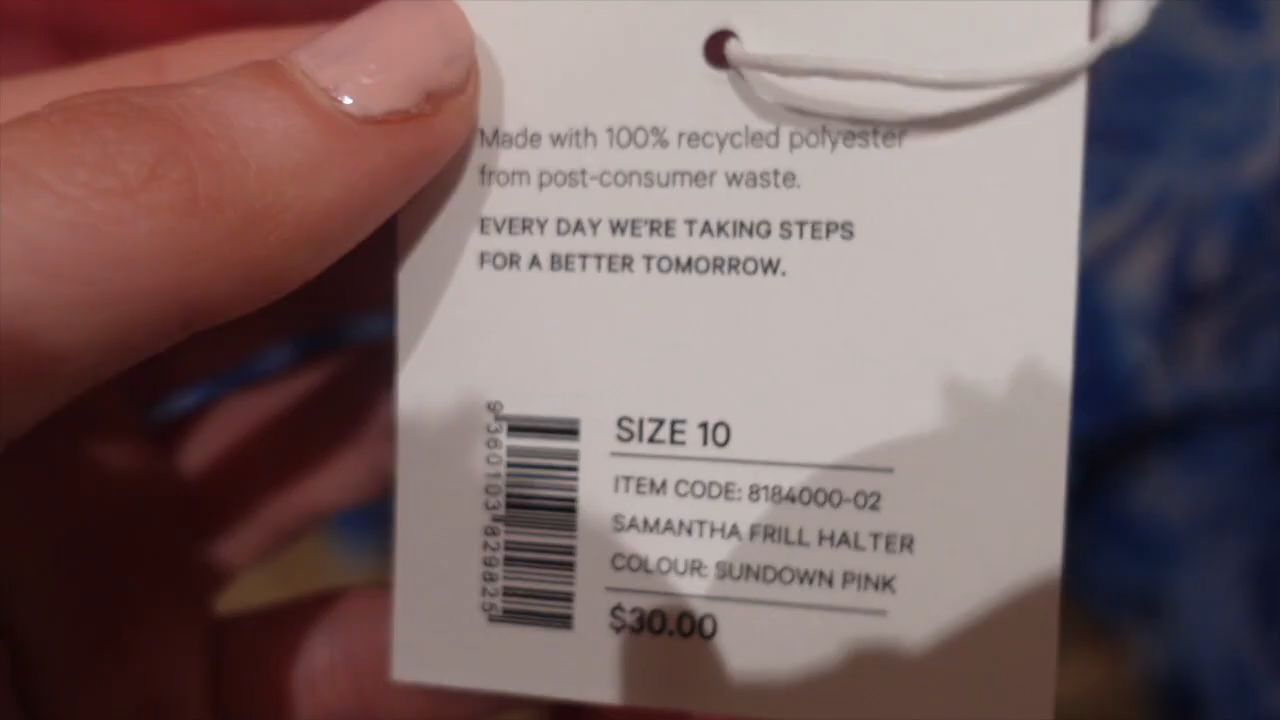 Made with 100% recycled polyester
from post-consumer waste.
EVERY DAY WE'RE TAKING STEPS
FOR A BETTER TOMORROW.
9360103829825
SIZE 10
ITEM CODE: 8184000-02
SAMANTHA FRILL HALTER
COLOUR: SUNDOWN PINK
$30.00